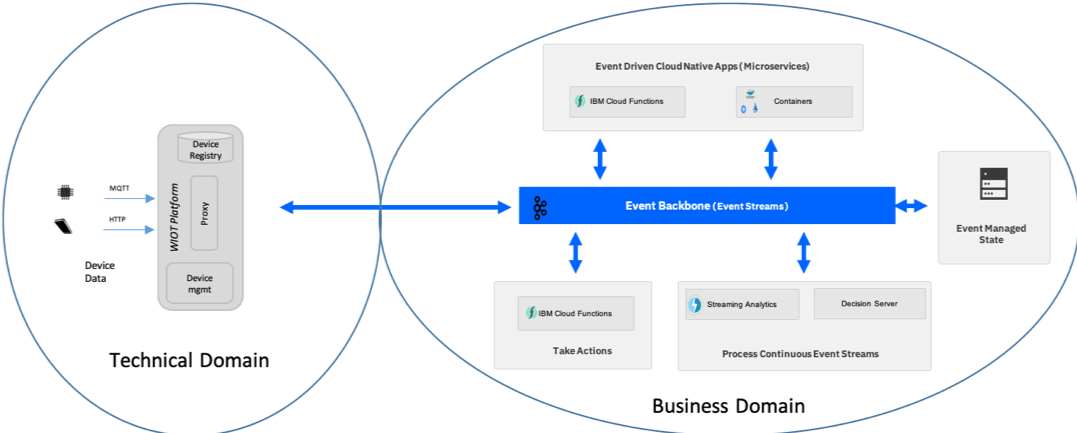 MQTT
HTTP
Device
Data
WIOT Platform
Device
Registry
Proxy
Device
mgmt
Technical Domain
Event Driven Cloud Native Apps (Microservices)
IBM Cloud Functions
Containers
Event Backbone (Event Streams)
Event Managed
State
IBM Cloud Functions
Take Actions
Streaming Analytics
Decision Server
Process Continuous Event Streams
Business Domain